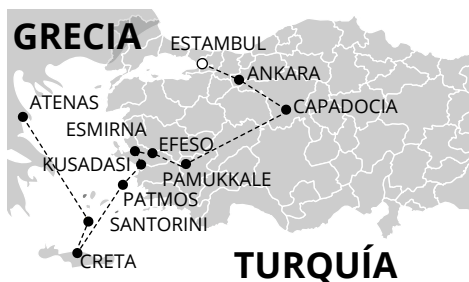 GRECIA
ESTAMBUL
ANKARA
ATENAS
CAPADOCIA
ESMIRNA
EFESO
KUSADASI
PAMUKKALE
PATMOS
SANTORINI
CRETA
TURQUÍA